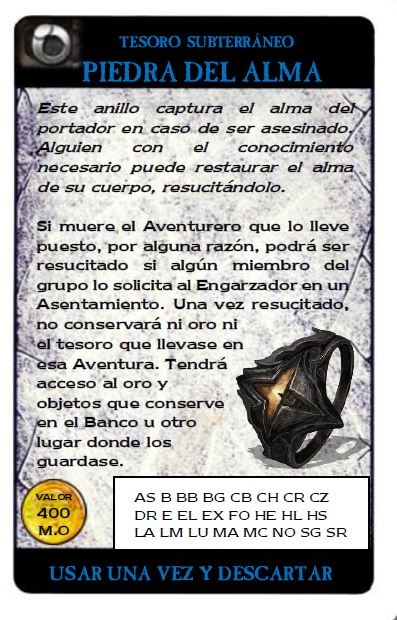 TESORO SUBTERRÁNEO
PIEDRA DEL ALMA
Este anillo captura el alma del
portador en caso de ser asesinado.
Alguien con el conocimiento
necesario puede restaurar el alma
de su cuerpo, resucitándolo.
Si muere el Aventurero que lo lleve
puesto, por alguna razón, podrá ser
resucitado si algún miembro del
grupo lo solicita al Engarzador en un
Asentamiento. Una vez resucitado,
no conservará ni oro ni
el tesoro que llevase en
esa Aventura. Tendrá
acceso al oro y
objetos que conserve
en el Banco u otro
lugar donde los
guardase.
VALOR
400
M.O
AS B BB BG CB CH CR CZ
DR E EL EX FO HE HL HS
LA LM LU MA MC NO SG SR
USAR UNA VEZ Y DESCARTAR